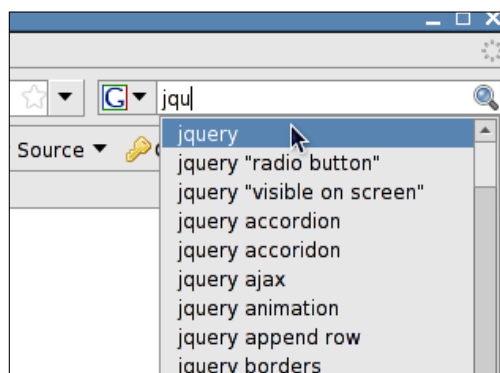 G
jqu
Source
jquery
jquery "radio button"
jquery "visible on screen"
jquery accordion
jquery accoridon
jquery ajax
jquery animation
jquery append row
jquery borders